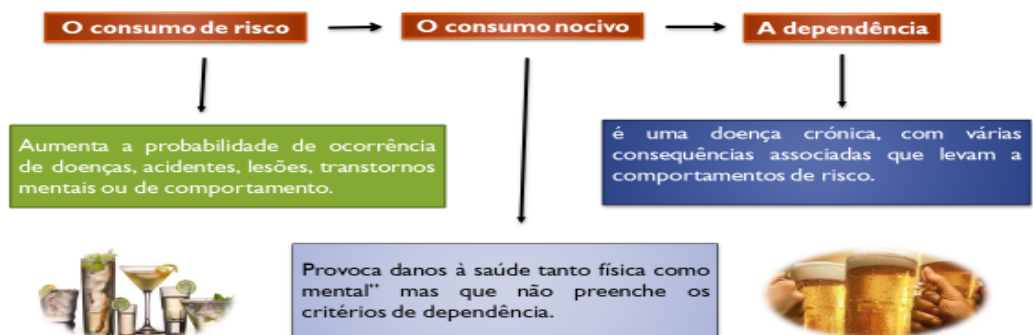 O consumo de risco
O consumo nocivo
A dependência
Aumenta a probabilidade de ocorrência
de doenças, acidentes, lesões, transtornos
mentais ou de comportamento.
é uma doença crónica, com várias
consequências associadas que levam a
comportamentos de risco.
Provoca danos à saúde tanto física como
mental” mas que não preenche os
critérios de dependência.